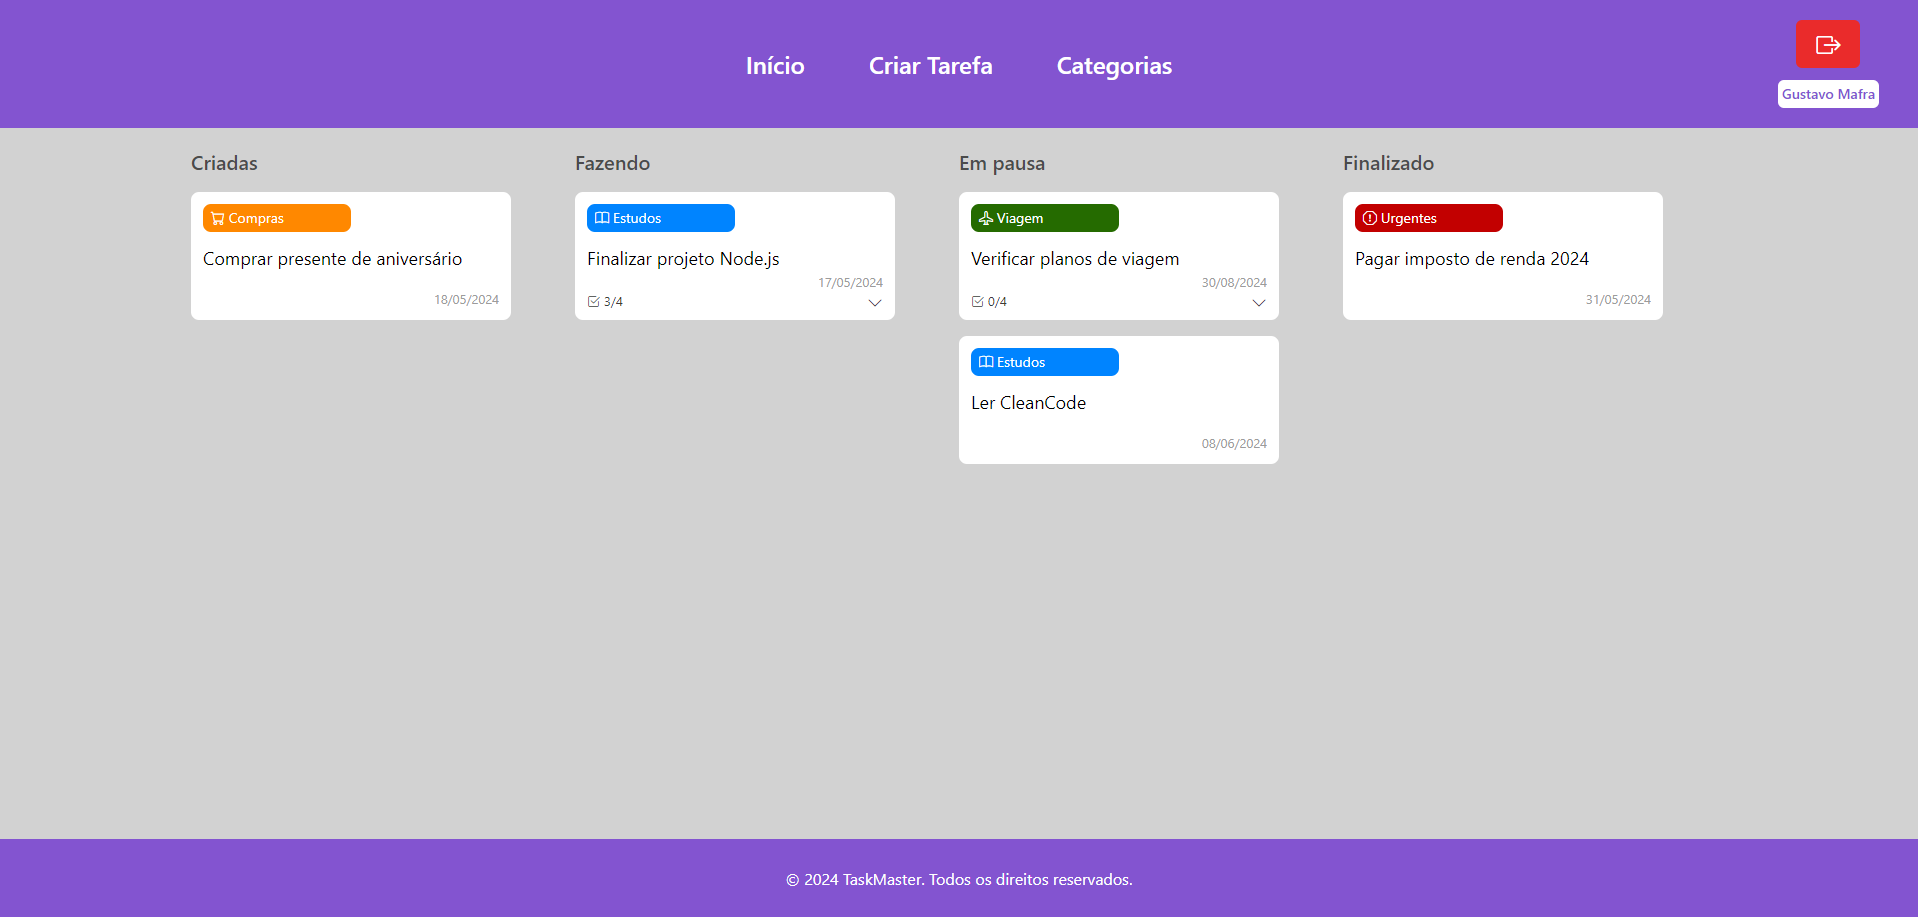 Início
Criar Tarefa
Categorias
Gustavo Mafra
Criadas
Compras
Comprar presente de aniversário
18/05/2024
Fazendo
Estudos
Finalizar projeto Node.js
17/05/2024
3/4
Em pausa
Viagem
Verificar planos de viagem
30/08/2024
0/4
Estudos
Ler CleanCode
08/06/2024
Finalizado
Urgentes
Pagar imposto de renda 2024
31/05/2024
© 2024 TaskMaster. Todos os direitos reservados.